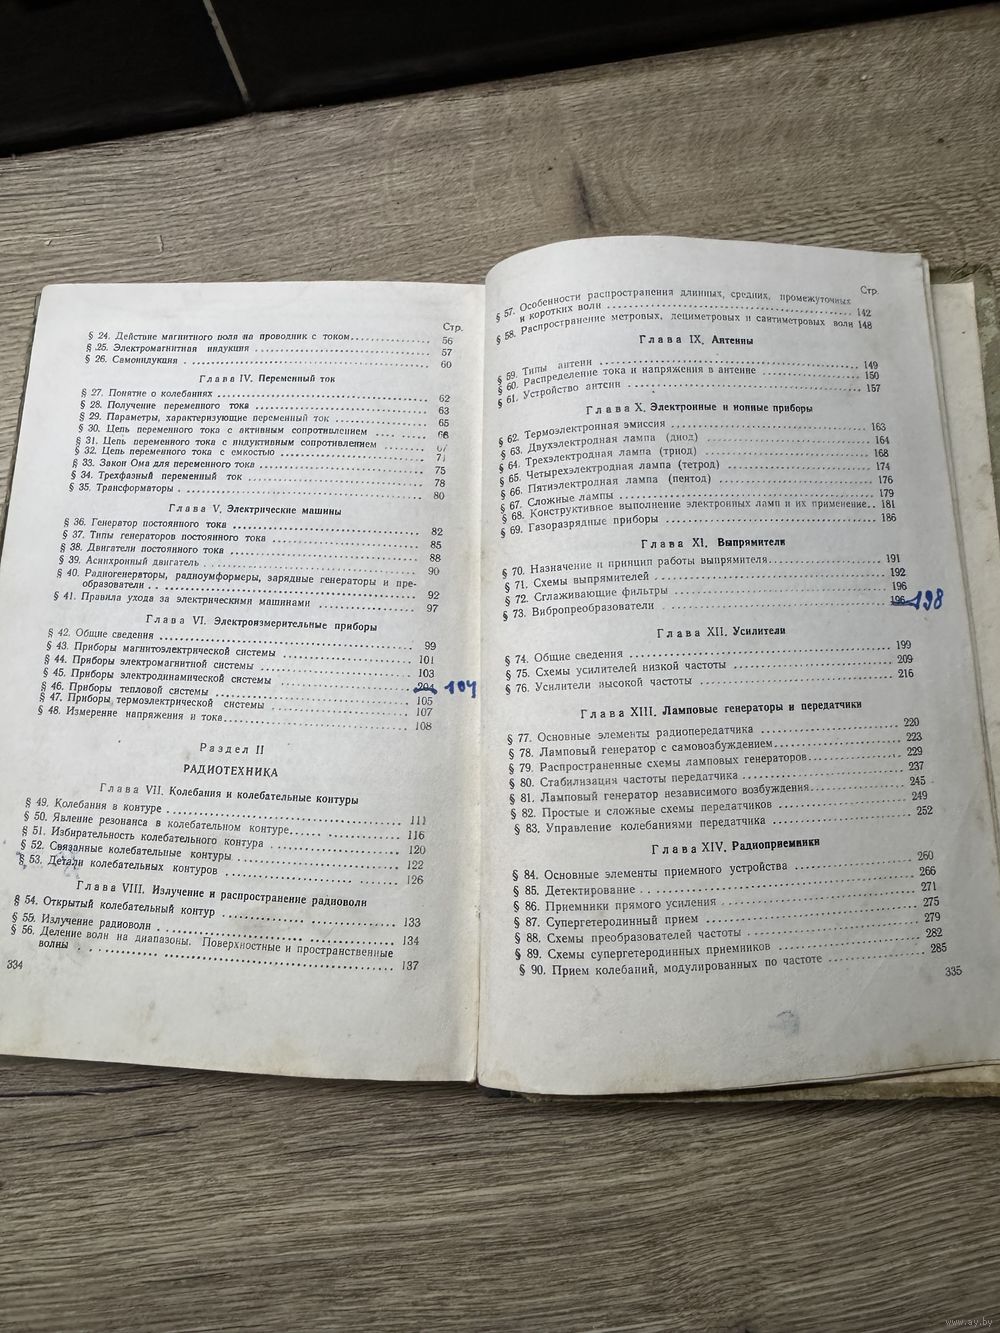 Стр.
§ 24. Действие магнитного поля на проводник с током 56
§ 25. Электромагнитная индукция 57
§ 26. Самоиндукция 60
Глава IV. Переменный ток
§ 27. Понятие о колебаниях 62
§ 28. Получение переменного тока 63
§ 29. Параметры, характеризующие переменный ток 65
§ 30. Цепь переменного тока с активным сопротивлением 66
§ 31. Цепь переменного тока с индуктивным сопротивлением 67
§ 32. Цепь переменного тока с емкостью 71
§ 33. Закон Ома для переменного тока 75
§ 34. Трехфазный переменный ток 78
§ 35. Трансформаторы 80
Глава V. Электрические машины
§ 36. Генератор постоянного тока 82
§ 37. Типы генераторов постоянного тока 85
§ 38. Двигатели постоянного тока 88
§ 39. Асинхронный двигатель 90
§ 40. Радиогенераторы, радиоумформеры, зарядные генераторы и пре-
образователи 92
§ 41. Правила ухода за электрическими машинами 97
Глава VI. Электроизмерительные приборы
§ 42. Общие сведения 99
§ 43. Приборы магнитоэлектрической системы 101
§ 44. Приборы электромагнитной системы 103
§ 45. Приборы электродинамической системы 204 104
§ 46. Приборы тепловой системы 105
§ 47. Приборы термоэлектрической системы 107
§ 48. Измерение напряжения и тока 108
Раздел II
РАДИОТЕХНИКА
Глава VII. Колебания и колебательные контуры
§ 49. Колебания в контуре 111
§ 50. Явление резонанса в колебательном контуре 116
§ 51. Избирательность колебательного контура 120
§ 52. Связанные колебательные контуры 122
§ 53. Детали колебательных контуров 126
Глава VIII. Излучение и распространение радиоволн
§ 54. Открытый колебательный контур 133
§ 55. Излучение радиоволн 134
§ 56. Деление волн на диапазоны. Поверхностные и пространственные
волны 137
334
Стр.
§ 57. Особенности распространения длинных, средних, промежуточных
и коротких волн 142
§ 58. Распространение метровых, дециметровых и сантиметровых волн 148
Глава IX. Антенны
§ 59. Типы антенн 149
§ 60. Распределение тока и напряжения в антенне 150
§ 61. Устройство антенн 157
Глава X. Электронные и ионные приборы
§ 62. Термоэлектронная эмиссия 163
§ 63. Двухэлектродная лампа (диод) 164
§ 64. Трехэлектродная лампа (триод) 168
§ 65. Четырехэлектродная лампа (тетрод) 174
§ 66. Пятиэлектродная лампа (пентод) 176
§ 67. Сложные лампы 179
§ 68. Конструктивное выполнение электронных ламп и их применение 181
§ 69. Газоразрядные приборы 186
Глава XI. Выпрямители
§ 70. Назначение и принцип работы выпрямителя 191
§ 71. Схемы выпрямителей 192
§ 72. Сглаживающие фильтры 196
§ 73. Вибропреобразователи 196 198
Глава XII. Усилители
§ 74. Общие сведения 199
§ 75. Схемы усилителей низкой частоты 209
§ 76. Усилители высокой частоты 216
Глава XIII. Ламповые генераторы и передатчики
§ 77. Основные элементы радиопередатчика 220
§ 78. Ламповый генератор с самовозбуждением 223
§ 79. Распространенные схемы ламповых генераторов 229
§ 80. Стабилизация частоты передатчика 237
§ 81. Ламповый генератор независимого возбуждения 245
§ 82. Простые и сложные схемы передатчиков 249
§ 83. Управление колебаниями передатчика 252
Глава XIV. Радиоприемники
§ 84. Основные элементы приемного устройства 260
§ 85. Детектирование 266
§ 86. Приемники прямого усиления 271
§ 87. Супергетеродинный прием 275
§ 88. Схемы преобразователей частоты 279
§ 89. Схемы супергетеродинных приемников 282
§ 90. Прием колебаний, модулированных по частоте 285
335
www.ay.by